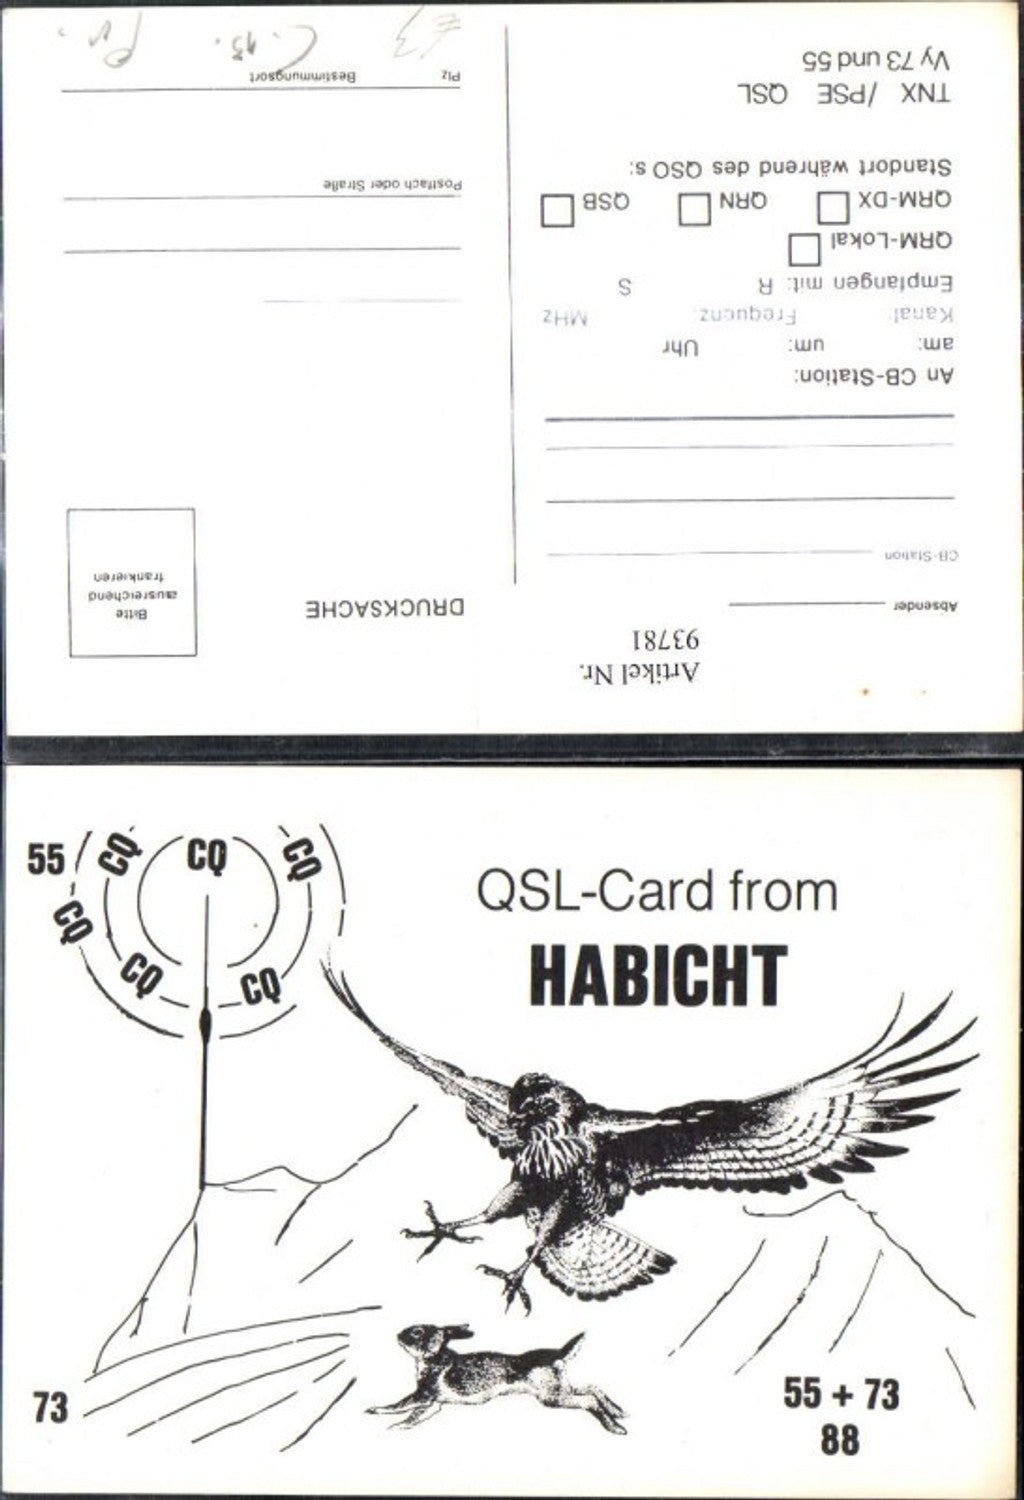 Artikel Nr.
93781
Absender
CB-Station
An CB-Station:
am: um: Uhr
Kanal: Frequenz: MHz
Empfangen mit: R S
QRM-Lokal
QRM-DX QRN QSB
Standort während des QSO s:
TNX /PSE QSL
Vy 73 und 55
DRUCKSACHE
Bitte
ausreichend
frankieren
Postfach oder Straße
Plz Bestimmungsort
55
CQ CQ CQ
CQ
CQ CQ
QSL-Card from
HABICHT
73
55 + 73
88